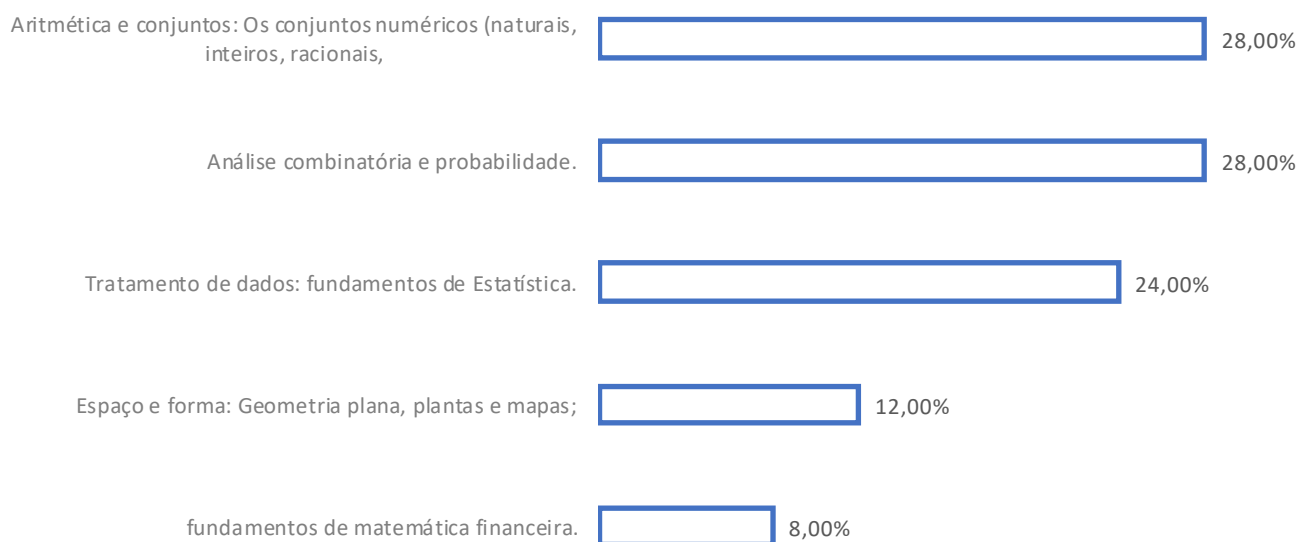 Aritmética e conjuntos: Os conjuntos numéricos (naturais,
inteiros, racionais,
28,00%
Análise combinatória e probabilidade.
28,00%
Tratamento de dados: fundamentos de Estatística.
24,00%
Espaço e forma: Geometria plana, plantas e mapas;
12,00%
fundamentos de matemática financeira.
8,00%